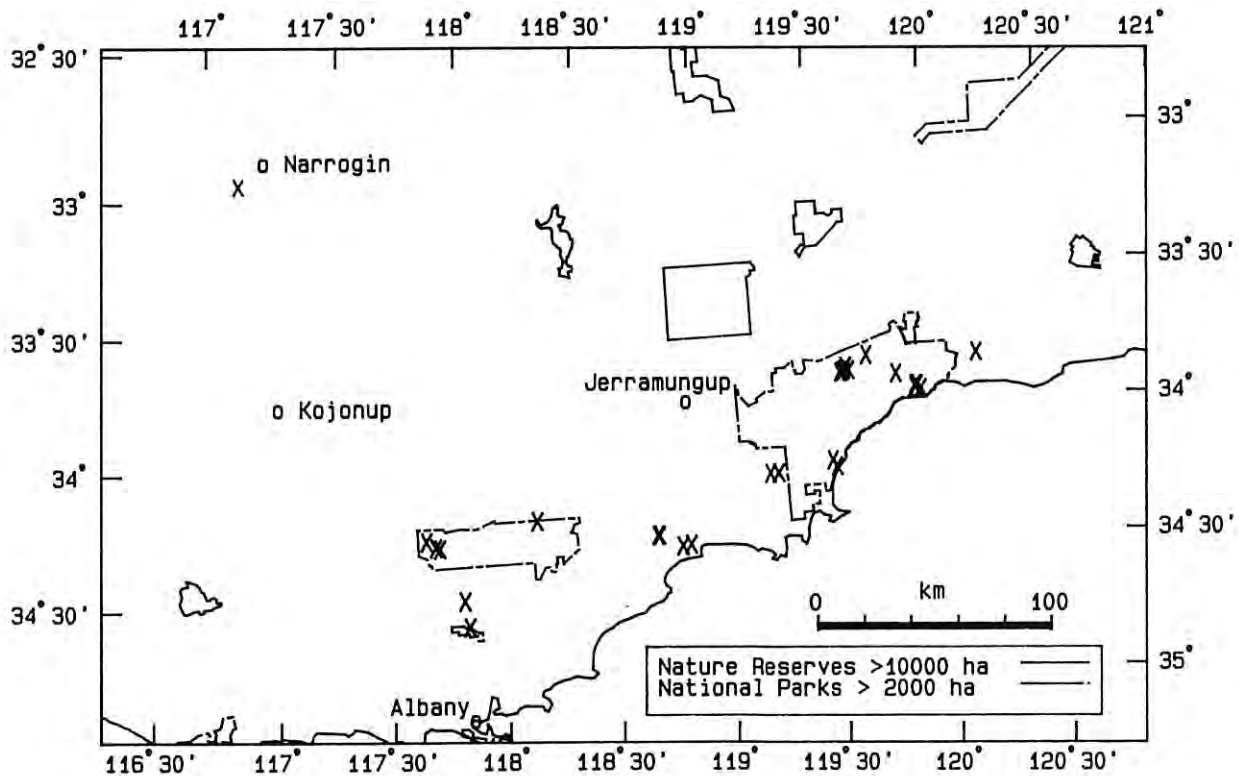 117° 117°30' 118° 118°30' 119° 119°30' 120° 120°30' 121°
32°30'
33°
o Narrogin
33°
33°30'
33°30'
Jerramungup
34°
o Kojonup
34°
34°30'
km
0 100
34°30'
Nature Reserves >10000 ha
35°
National Parks > 2000 ha
Albany
116°30' 117° 117°30' 118° 118°30' 119° 119°30' 120° 120°30'